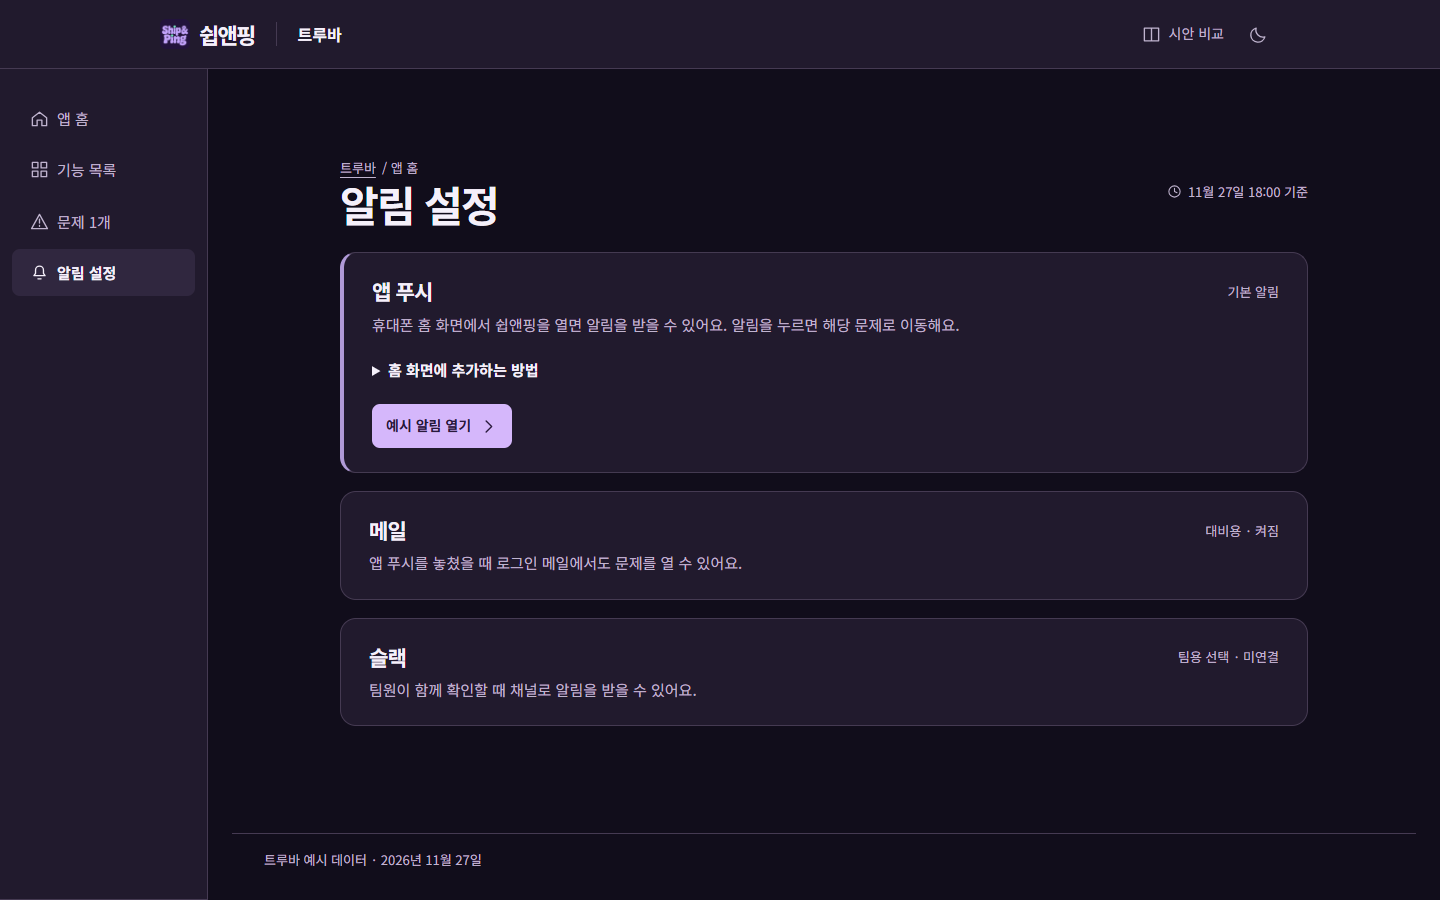 Ship&
Ping
쉽앤핑
트루바
시안 비교
앱 홈
기능 목록
문제 1개
알림 설정
트루바 / 앱 홈
알림 설정
11월 27일 18:00 기준
앱 푸시
기본 알림
휴대폰 홈 화면에서 쉽앤핑을 열면 알림을 받을 수 있어요. 알림을 누르면 해당 문제로 이동해요.
홈 화면에 추가하는 방법
예시 알림 열기
메일
대비용 · 켜짐
앱 푸시를 놓쳤을 때 로그인 메일에서도 문제를 열 수 있어요.
슬랙
팀용 선택 · 미연결
팀원이 함께 확인할 때 채널로 알림을 받을 수 있어요.
트루바 예시 데이터 · 2026년 11월 27일